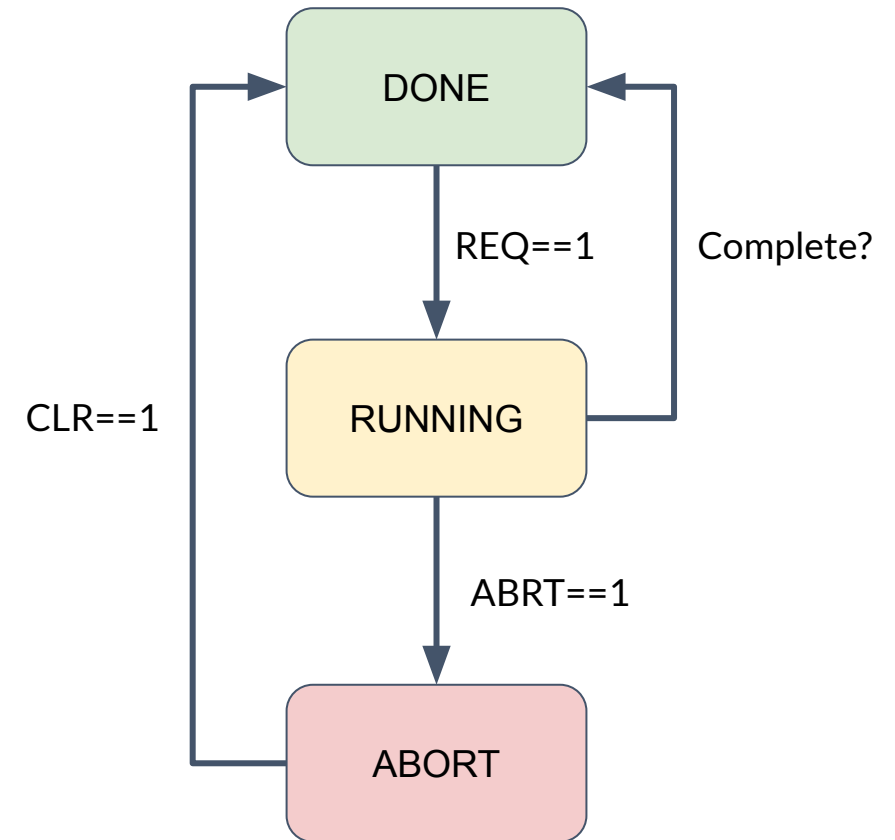 DONE
REQ==1
Complete?
CLR==1
RUNNING
ABRT==1
ABORT